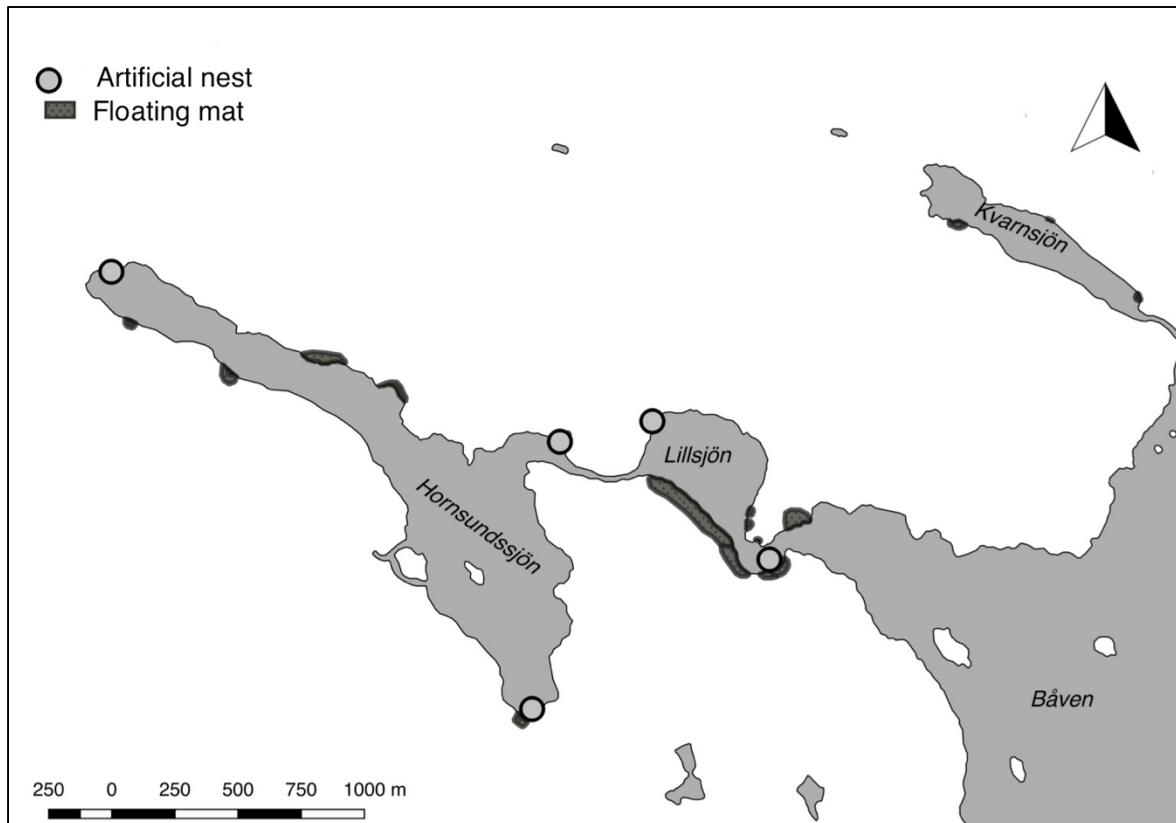 Artificial nest
Floating mat
Kvarnsjön
Lillsjön
Hornsundssjön
Båven
250 0 250 500 750 1000 m